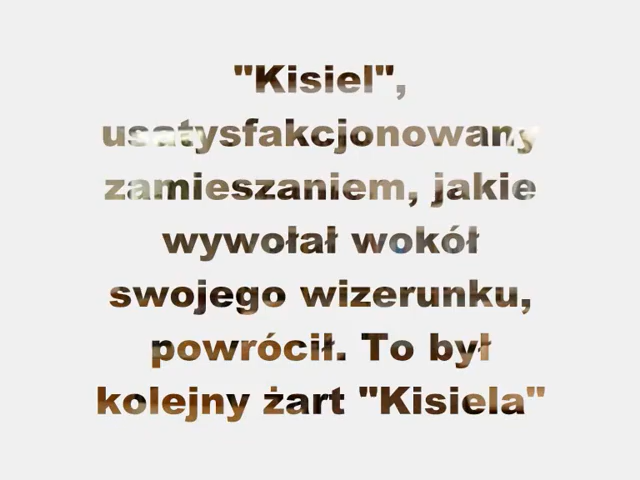 "Kisiel",
usatysfakcjonowany
zamieszaniem, jakie
wywołał wokół
swojego wizerunku,
powrócił. To był
kolejny żart "Kisiela"